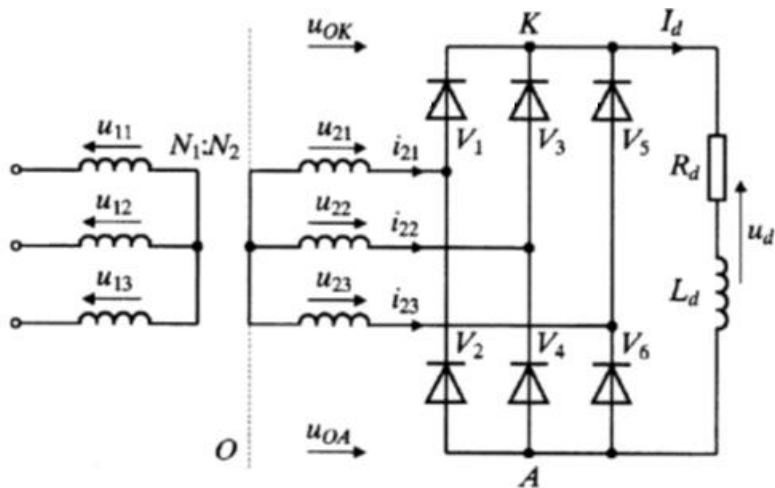 u_OK K I_d
u_11 N_1:N_2 u_21 i_21 V_1 V_3 V_5
R_d
u_12 u_22 i_22
u_d
u_13 u_23 i_23
L_d
V_2 V_4 V_6
O u_OA
A